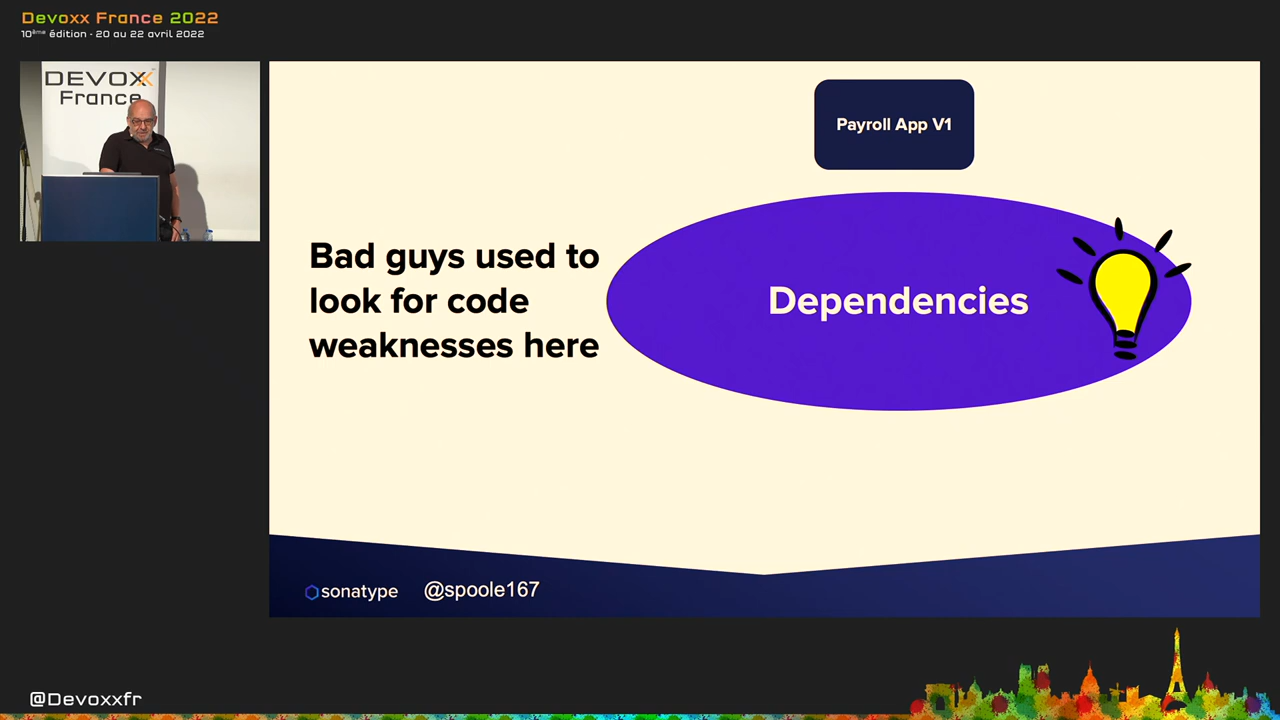 Devoxx France 2022
10ème édition - 20 au 22 avril 2022
DEVOXX
France
Payroll App V1
Bad guys used to
look for code
weaknesses here
Dependencies
sonatype @spoole167
@Devoxxfr